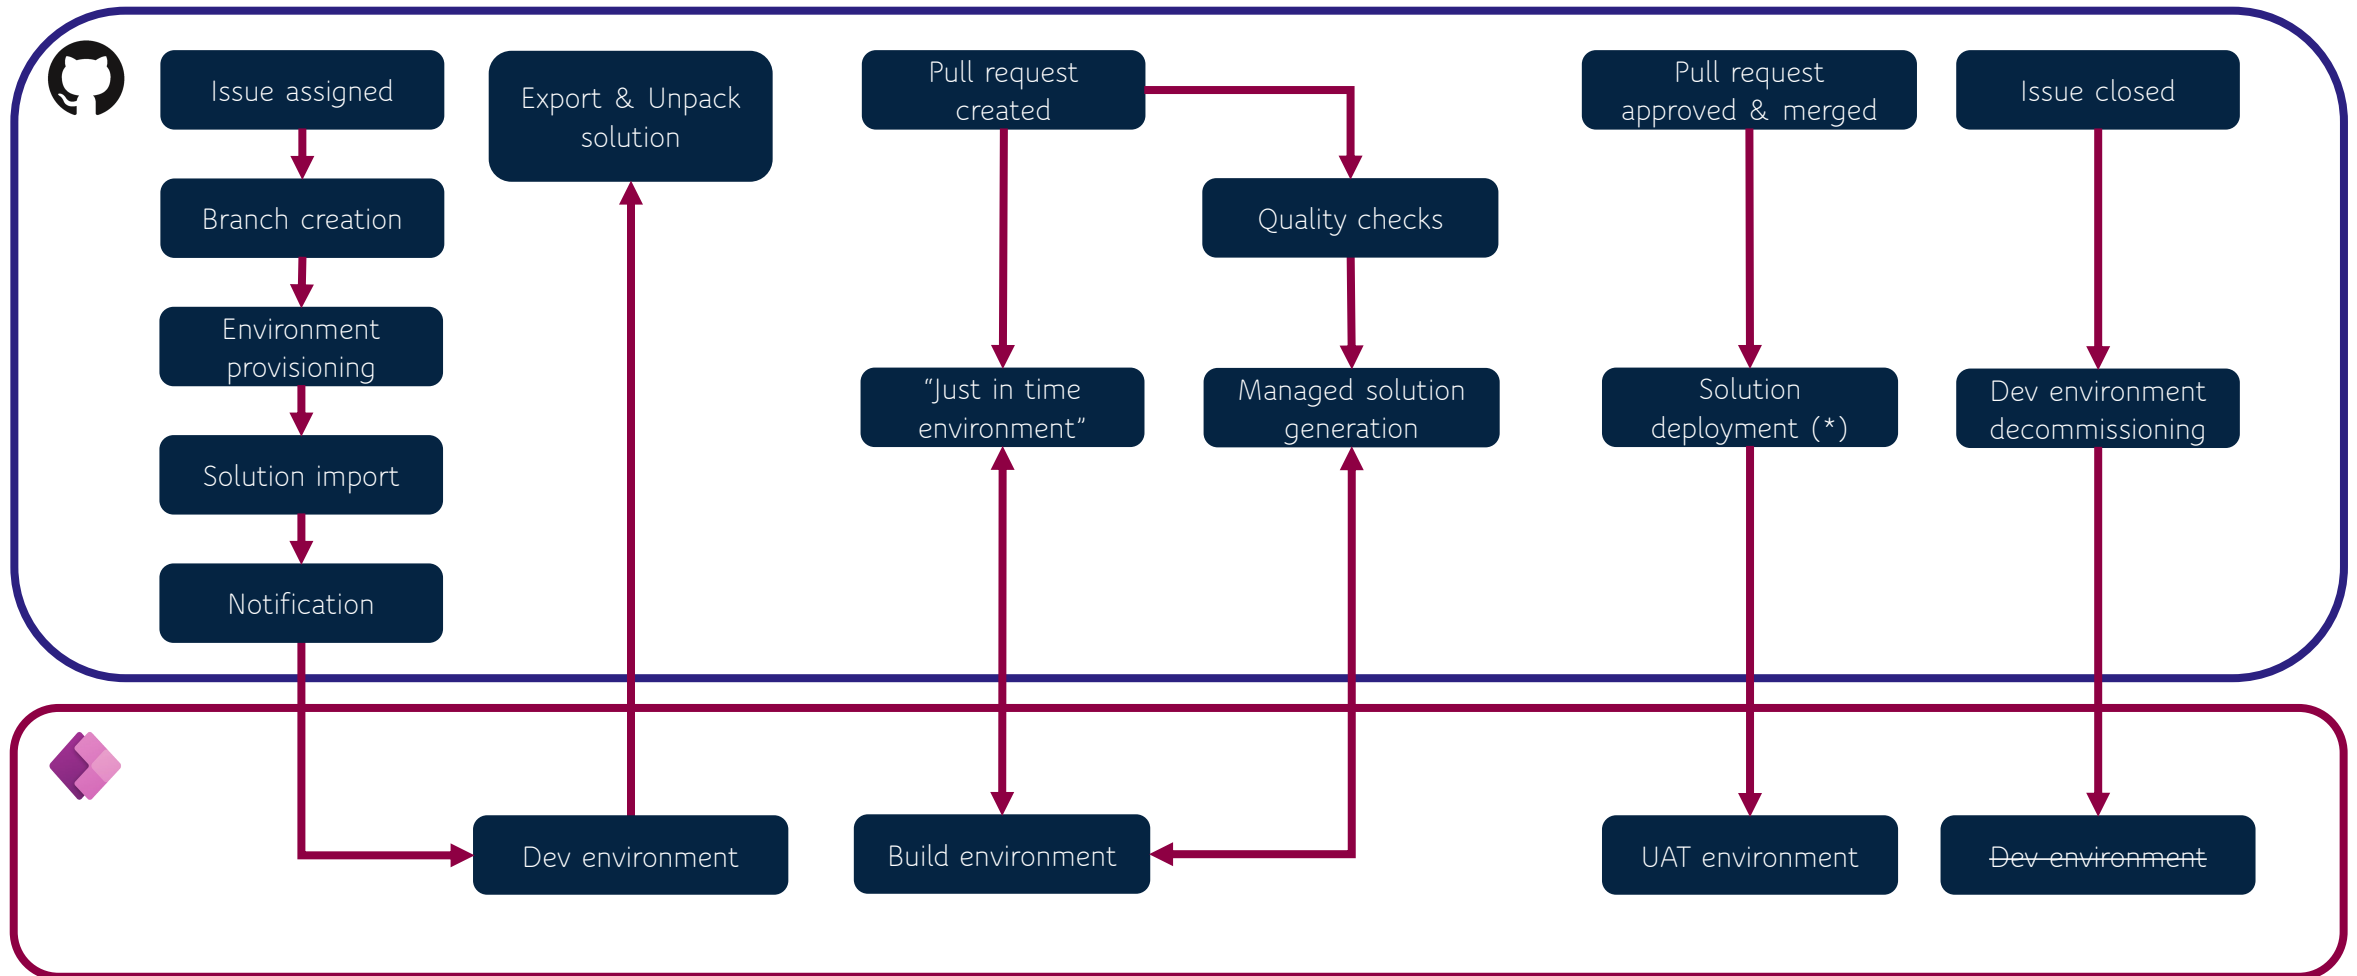 Issue assigned
Branch creation
Environment
provisioning
Solution import
Notification
Export & Unpack
solution
Pull request
created
Quality checks
“Just in time
environment”
Managed solution
generation
Pull request
approved & merged
Solution
deployment (*)
Issue closed
Dev environment
decommissioning
Dev environment
Build environment
UAT environment
Dev environment